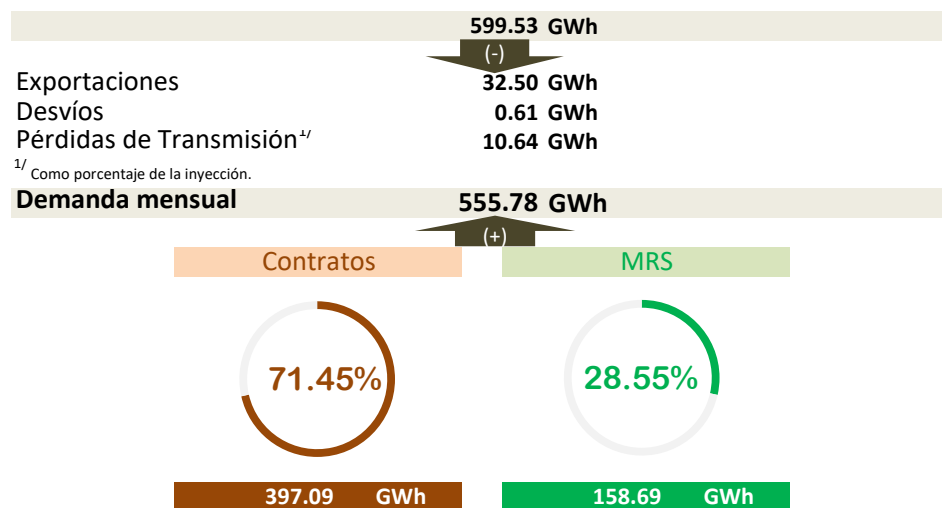 599.53 GWh
(-)
Exportaciones 32.50 GWh
Desvíos 0.61 GWh
Pérdidas de Transmisión 1/ 10.64 GWh
1/ Como porcentaje de la inyección.
Demanda mensual 555.78 GWh
(+)
Contratos MRS
71.45% 28.55%
397.09 GWh 158.69 GWh